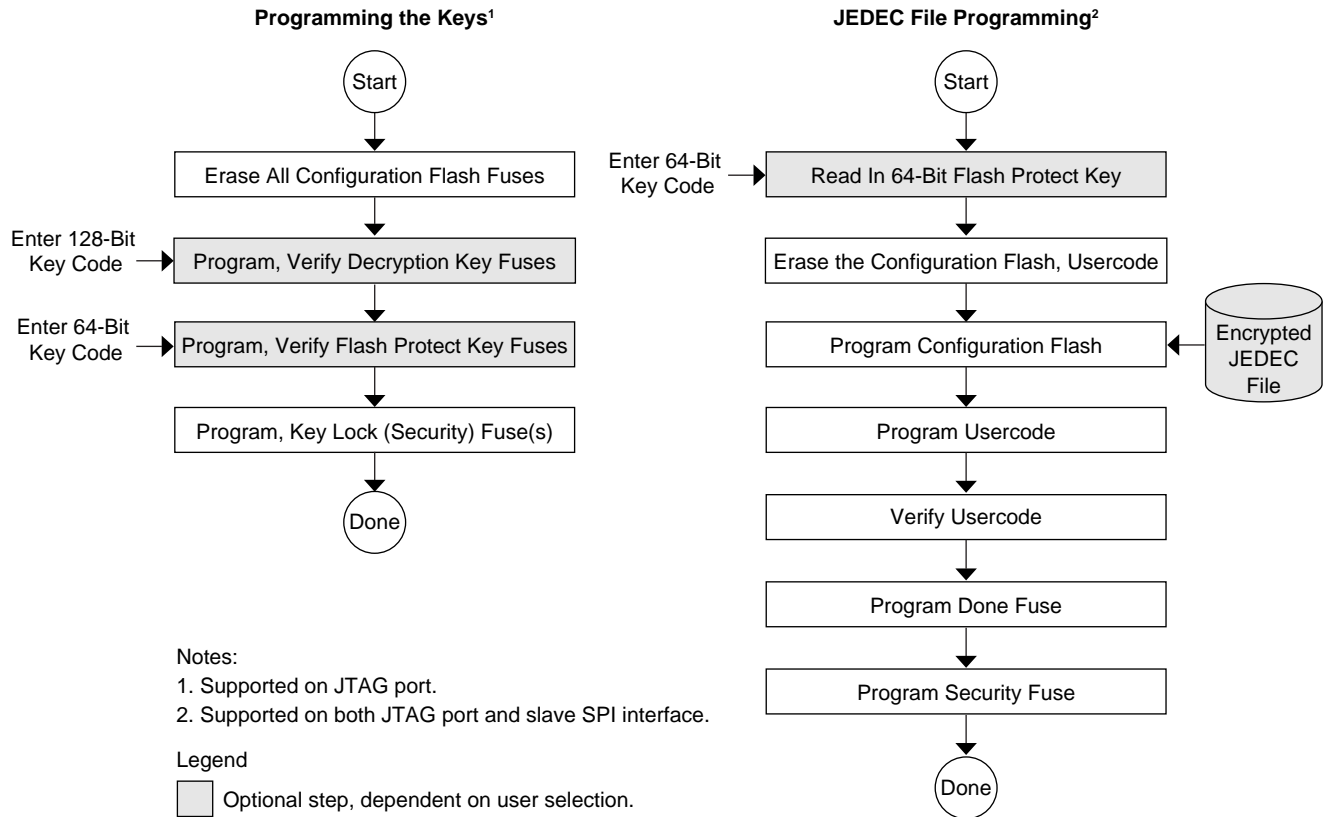 Programming the Keys¹
Start
Erase All Configuration Flash Fuses
Enter 128-Bit
Key Code
Program, Verify Decryption Key Fuses
Enter 64-Bit
Key Code
Program, Verify Flash Protect Key Fuses
Program, Key Lock (Security) Fuse(s)
Done
JEDEC File Programming²
Start
Enter 64-Bit
Key Code
Read In 64-Bit Flash Protect Key
Erase the Configuration Flash, Usercode
Program Configuration Flash
Encrypted
JEDEC
File
Program Usercode
Verify Usercode
Program Done Fuse
Program Security Fuse
Done
Notes:
1. Supported on JTAG port.
2. Supported on both JTAG port and slave SPI interface.
Legend
Optional step, dependent on user selection.